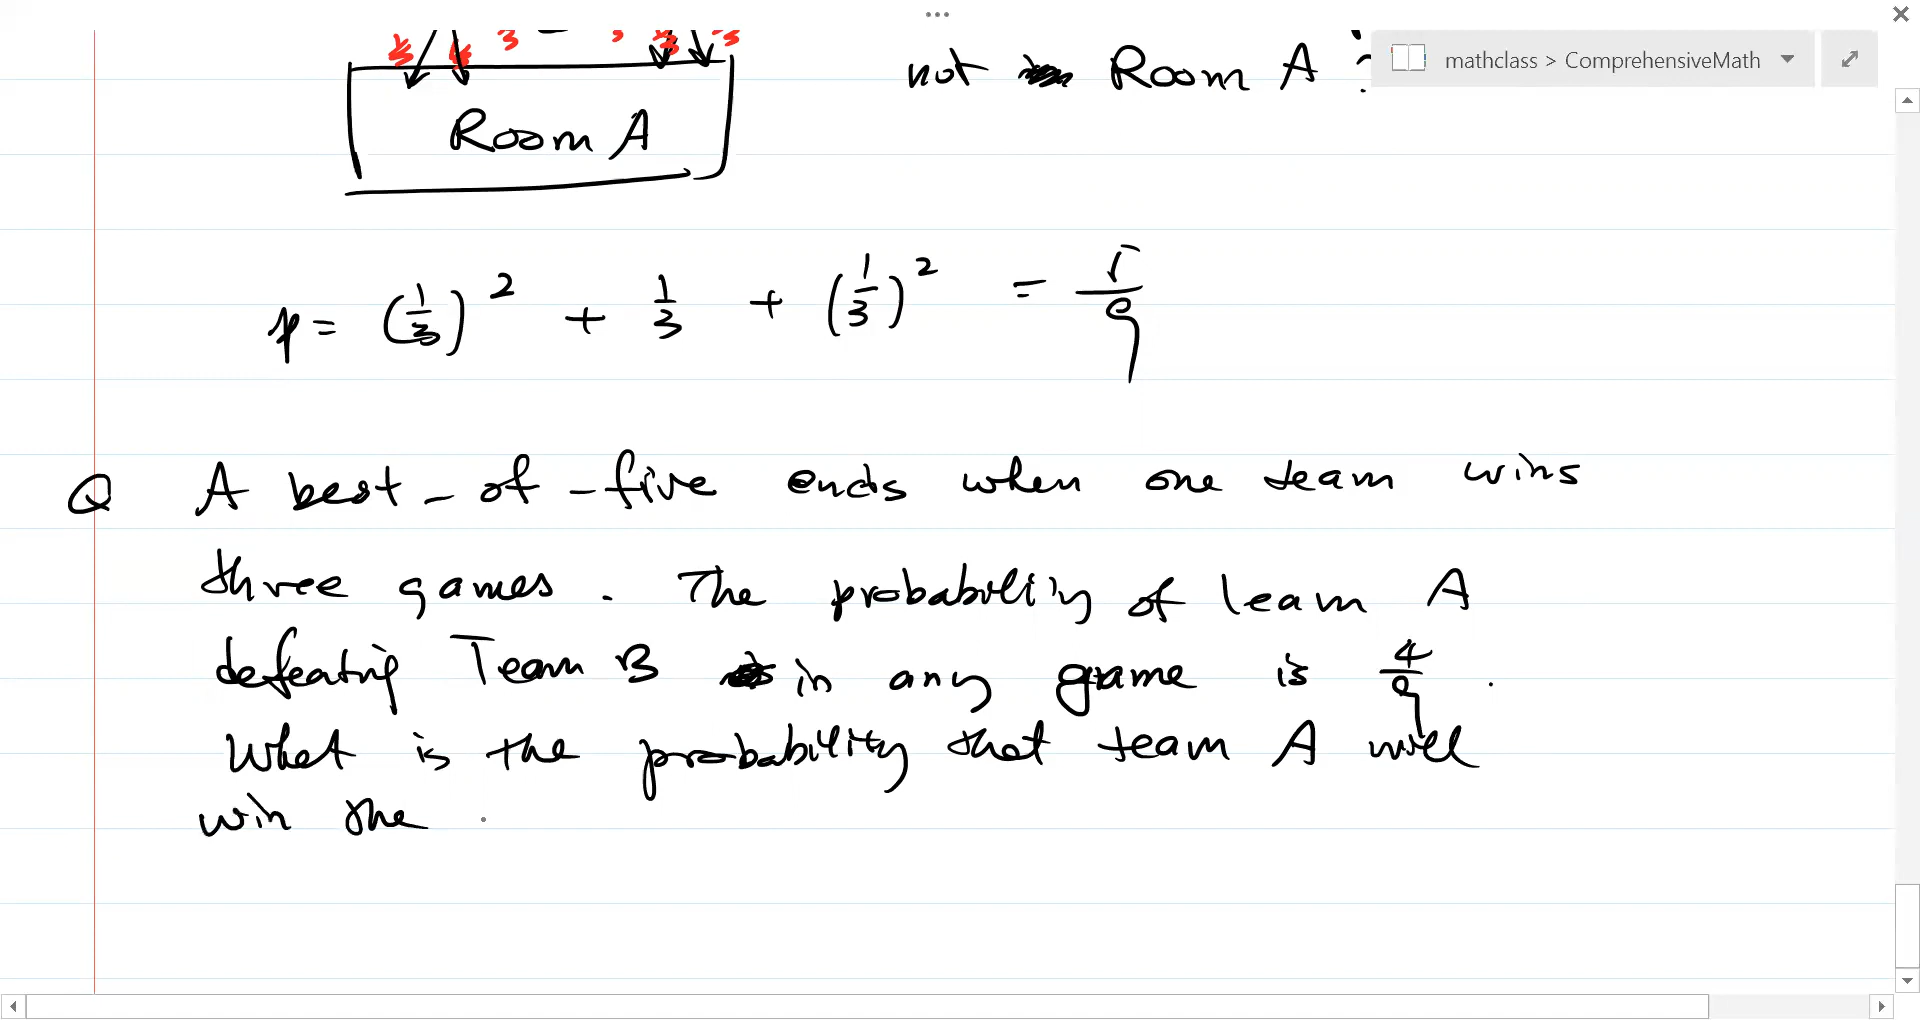 mathclass > ComprehensiveMath
not Room A ?
Room A
p = (1/3)^2 + 1/3 + (1/3)^2 = 5/9
Q A best-of-five ends when one team wins
three games. The probability of team A
defeating Team B in any game is 4/9.
What is the probability that team A will
win the